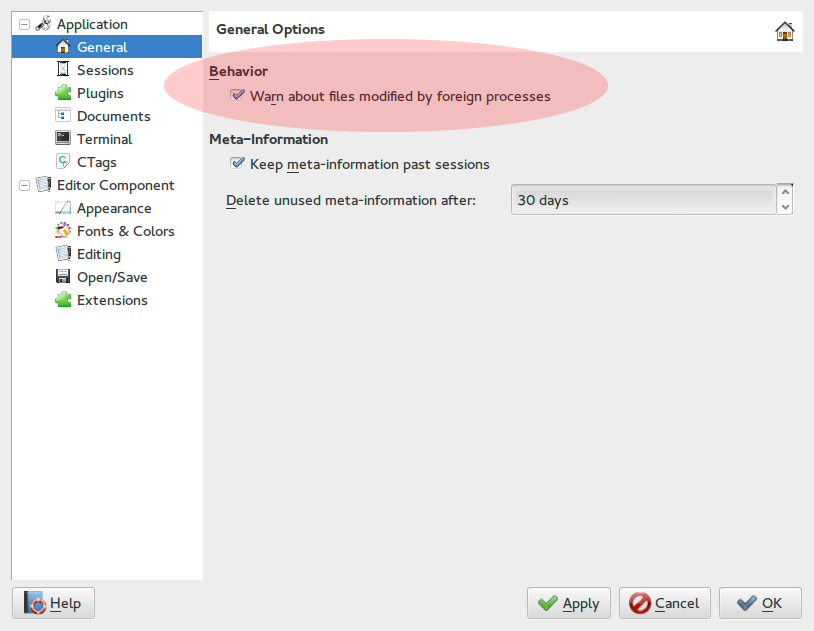 Application
General
Sessions
Plugins
Documents
Terminal
CTags
Editor Component
Appearance
Fonts & Colors
Editing
Open/Save
Extensions
General Options
Behavior
Warn about files modified by foreign processes
Meta-Information
Keep meta-information past sessions
Delete unused meta-information after: 30 days
Help Apply Cancel OK